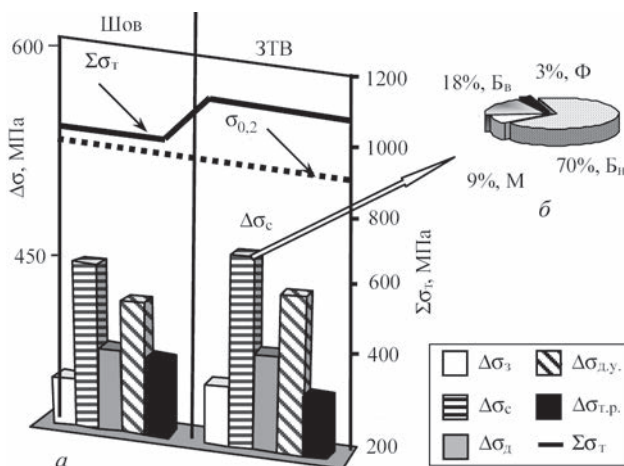 Шов
ЗТВ
600
Σσт
σ0,2
Δσ, МПа
450
Δσс
1200
1000
800
600
400
200
Σσт, МПа
а
18%, Бв
3%, Ф
9%, М
70%, Бн
б
Δσз
Δσд.у.
Δσс
Δσт.р.
Δσд
Σσт